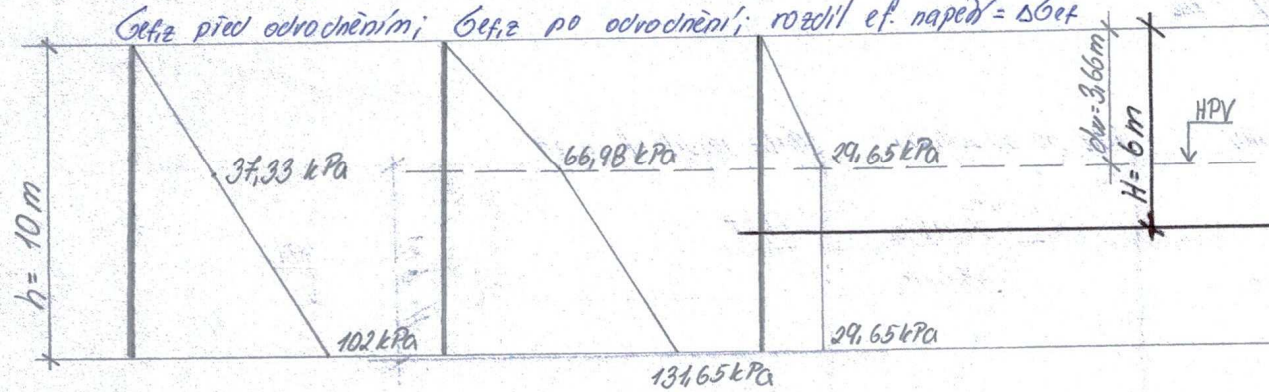 σef,z před odvodněním; σef,z po odvodnění; rozdíl ef. napětí = Δσef
h= 10m
37,33 kPa
102 kPa
66,98 kPa
131,65 kPa
29,65 kPa
29,65 kPa
=3,66m
H= 6m
HPV